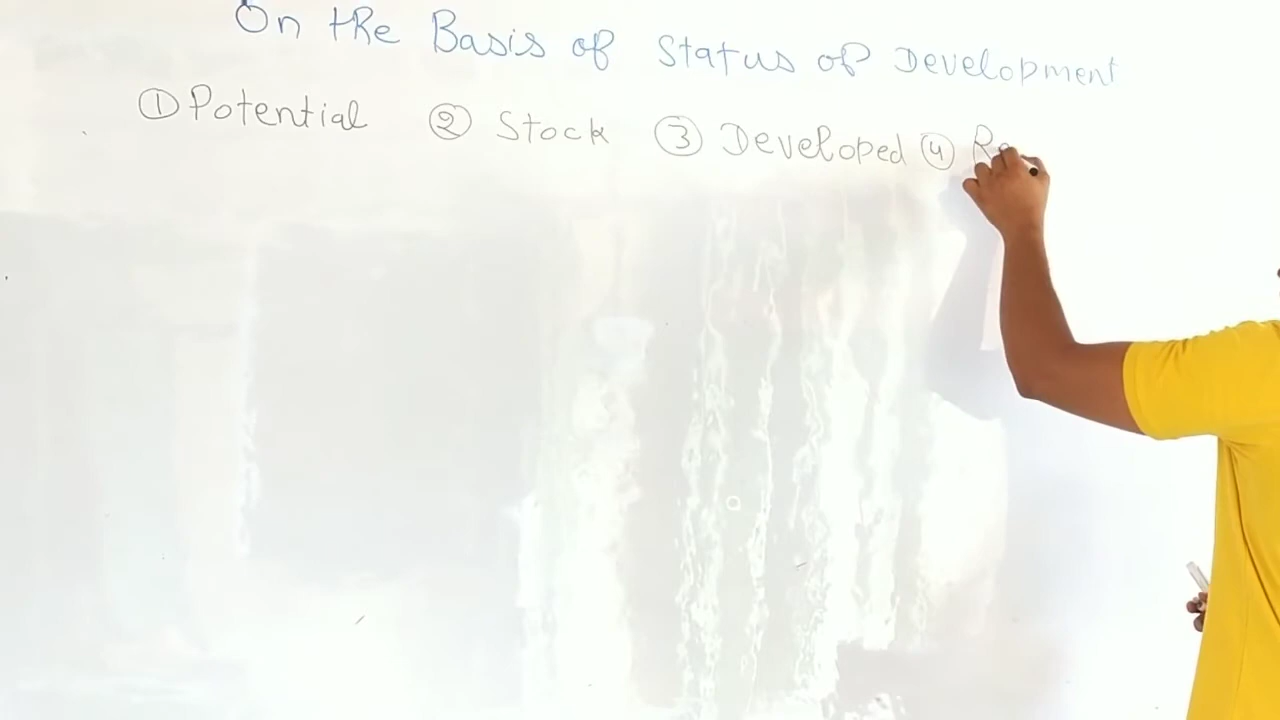 On the Basis of Status of Development
① Potential ② Stock ③ Developed ④ Re